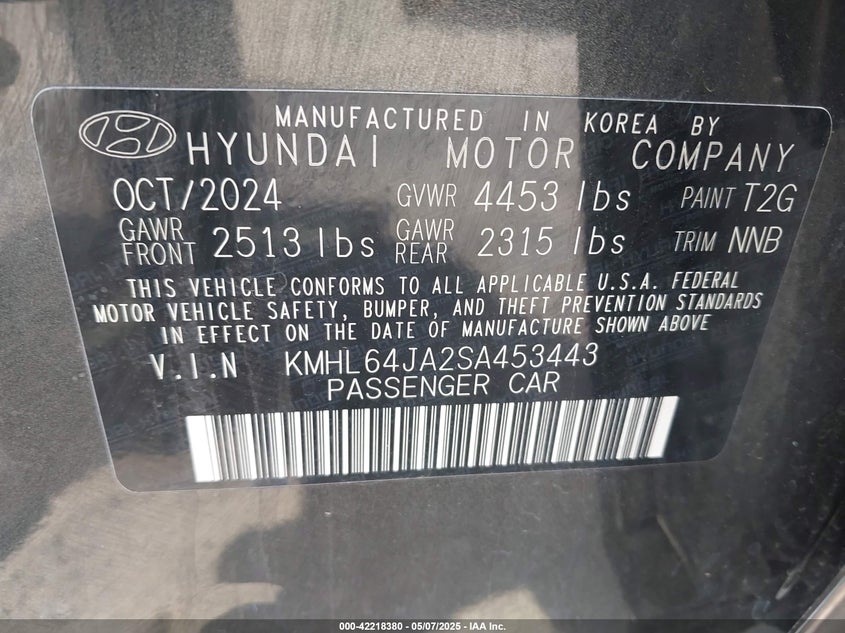 MANUFACTURED IN KOREA BY
HYUNDAI MOTOR COMPANY
OCT/2024 GVWR 4453 lbs PAINT T2G
GAWR FRONT 2513 lbs GAWR REAR 2315 lbs TRIM NNB
THIS VEHICLE CONFORMS TO ALL APPLICABLE U.S.A. FEDERAL
MOTOR VEHICLE SAFETY, BUMPER, AND THEFT PREVENTION STANDARDS
IN EFFECT ON THE DATE OF MANUFACTURE SHOWN ABOVE
V.I.N KMHL64JA2SA453443
PASSENGER CAR
000-42218380 - 05/07/2025 - IAA Inc.